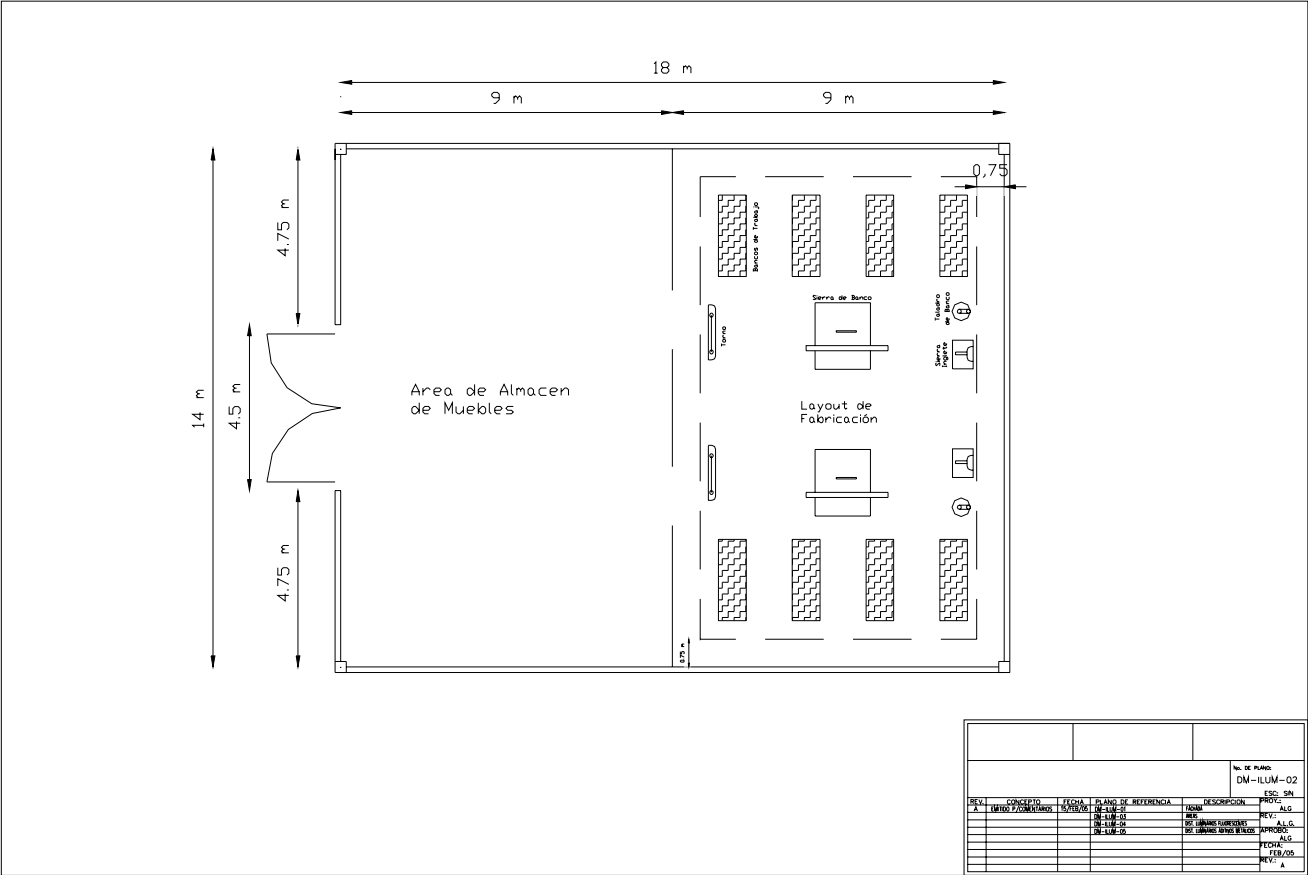 18 m
9 m
9 m
0,75
4.75 m
14 m
4.5 m
4.75 m
Bancos de Trabajo
Sierra de Banco
Torno
Taladro
de Banco
Sierra
Inglete
Area de Almacen
de Muebles
Layout de
Fabricación
0.75 m
No. DE PLANO:
DM-ILUM-02
ESC: S/N
REV. CONCEPTO FECHA PLANO DE REFERENCIA DESCRIPCION PROY.:
A EMITIDO P/COMENTARIOS 15/FEB/05 DM-ILUM-01 FACHADA ALG
DM-ILUM-03 REV.:
DM-ILUM-04 DIST. LUMINARIOS FLUORESCENTES A.L.G.
DM-ILUM-05 DIST. LUMINARIOS ADITIVOS METALICOS APROBO:
ALG
FECHA:
FEB/05
REV.:
A